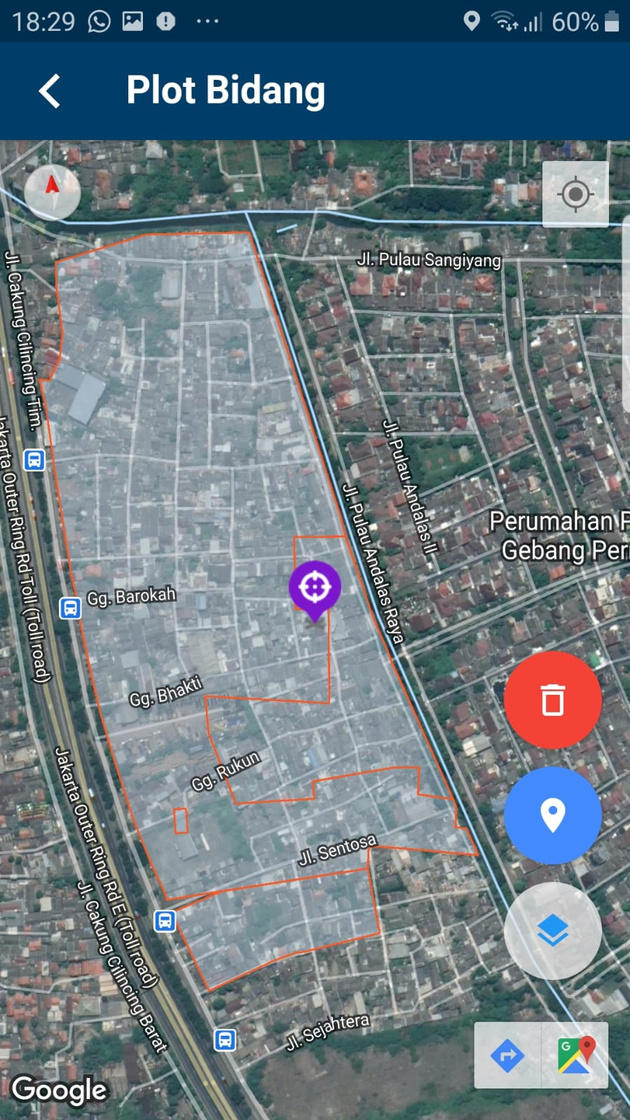 18:29
60%
Plot Bidang
Jl. Pulau Sangiyang
Jl. Cakung Cilincing Tim.
Jl. Pulau Andalas II
Jl. Pulau Andalas Raya
Perumahan
Gebang
Jakarta Outer Ring Rd Toll (Toll road)
Gg. Barokah
Gg. Bhakti
Gg. Rukun
Jl. Sentosa
Jakarta Outer Ring Rd E (Toll road)
Jl. Cakung Cilincing Barat
Jl. Sejahtera
G
Google